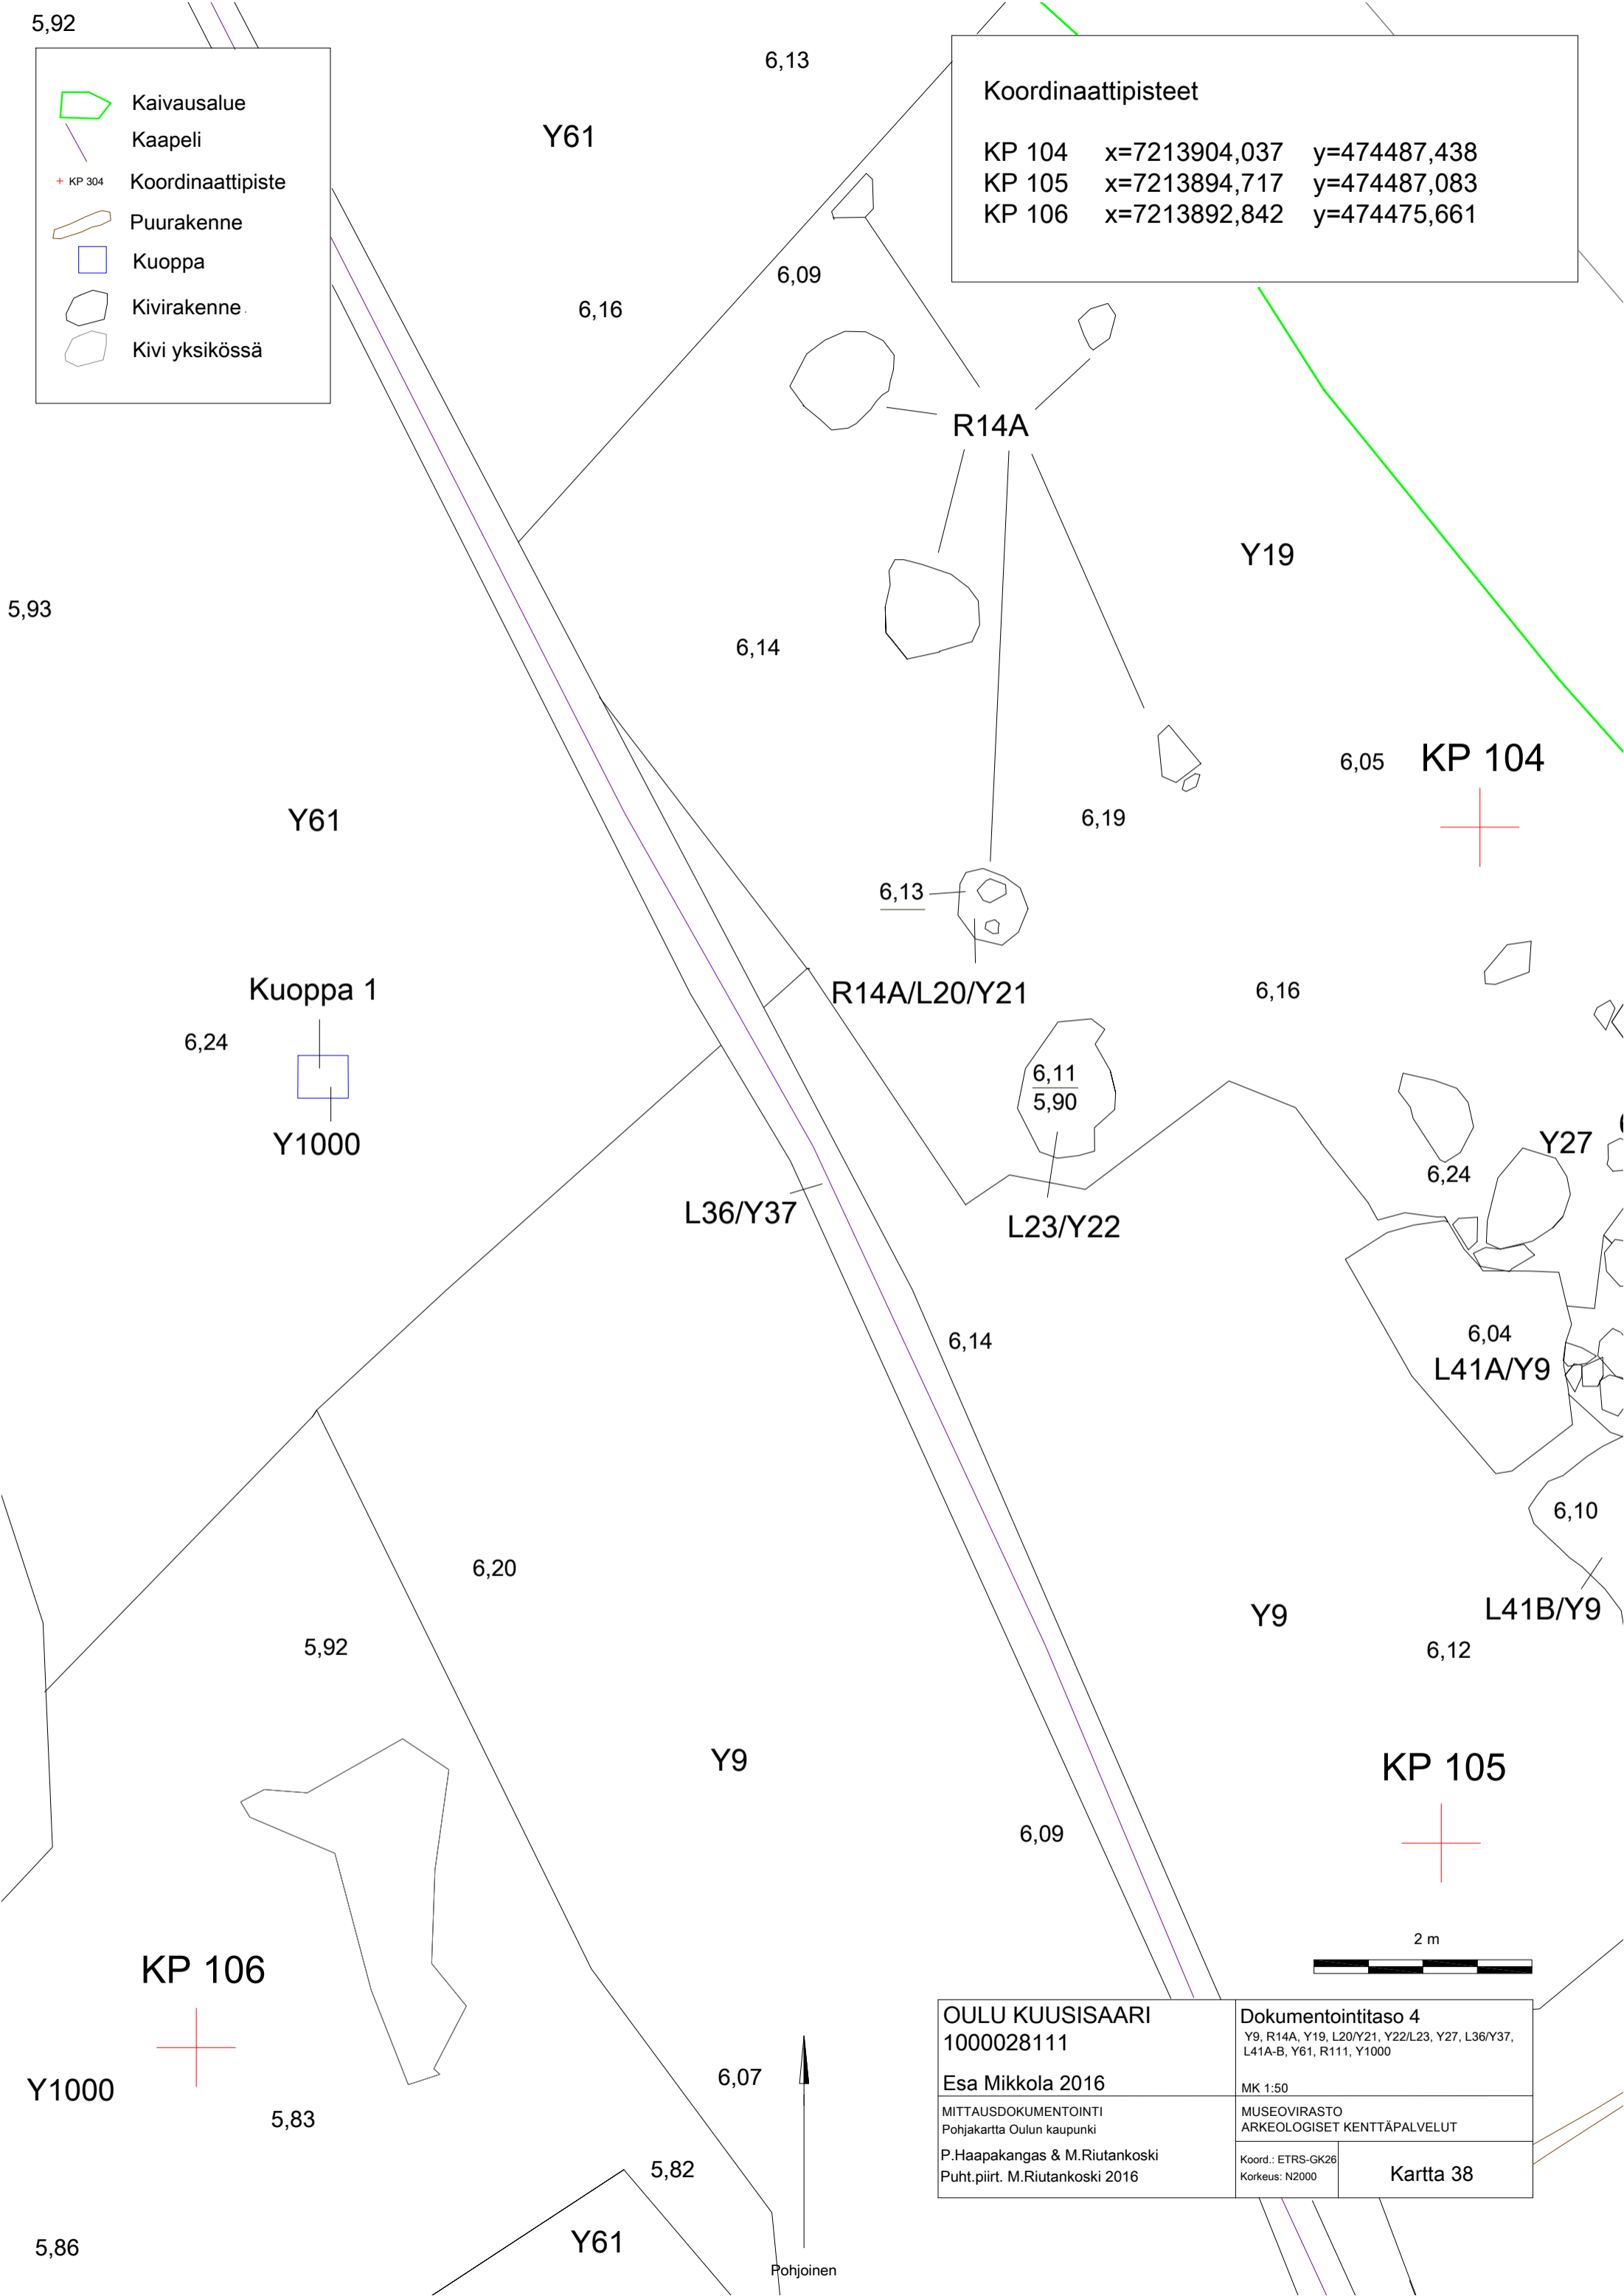 5,92
Kaivausalue
Kaapeli
KP 304 Koordinaattipiste
Puurakenne
Kuoppa
Kivirakenne
Kivi yksikössä
6,13
Y61
Koordinaattipisteet
KP 104 x=7213904,037 y=474487,438
KP 105 x=7213894,717 y=474487,083
KP 106 x=7213892,842 y=474475,661
6,09
6,16
R14A
Y19
5,93
6,14
6,05
KP 104
Y61
6,19
6,13
Kuoppa 1
R14A/L20/Y21
6,16
6,24
6,11
5,90
Y1000
Y27
6,24
L36/Y37
L23/Y22
6,14
6,04
L41A/Y9
6,10
6,20
Y9
L41B/Y9
5,92
6,12
Y9
KP 105
6,09
2 m
KP 106
Y1000
5,83
6,07
5,82
5,86
Y61
Pohjoinen
OULU KUUSISAARI
1000028111
Esa Mikkola 2016
MITTAUSDOKUMENTOINTI
Pohjakartta Oulun kaupunki
P.Haapakangas & M.Riutankoski
Puht.piirt. M.Riutankoski 2016
Dokumentointitaso 4
Y9, R14A, Y19, L20/Y21, Y22/L23, Y27, L36/Y37,
L41A-B, Y61, R111, Y1000
MK 1:50
MUSEOVIRASTO
ARKEOLOGISET KENTTÄPALVELUT
Koord.: ETRS-GK26
Korkeus: N2000
Kartta 38